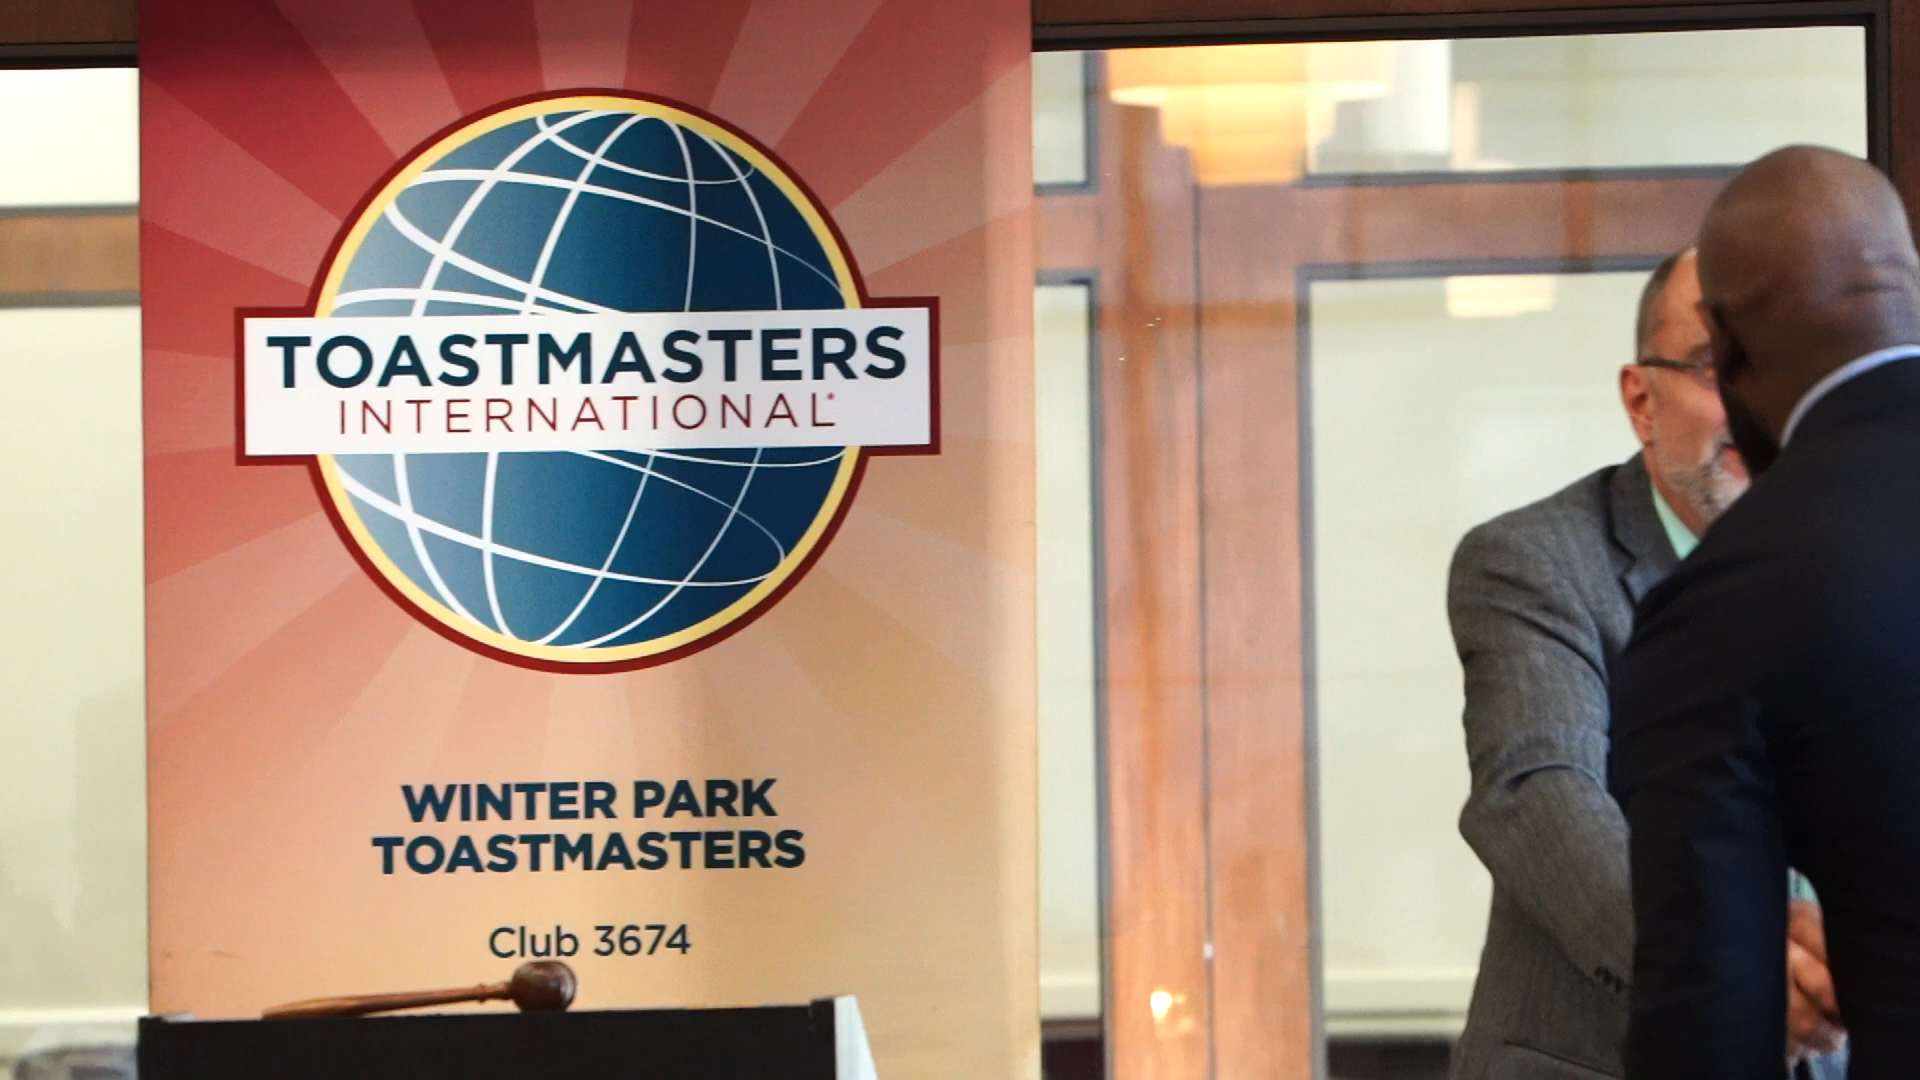 TOASTMASTERS
INTERNATIONAL
WINTER PARK
TOASTMASTERS
Club 3674